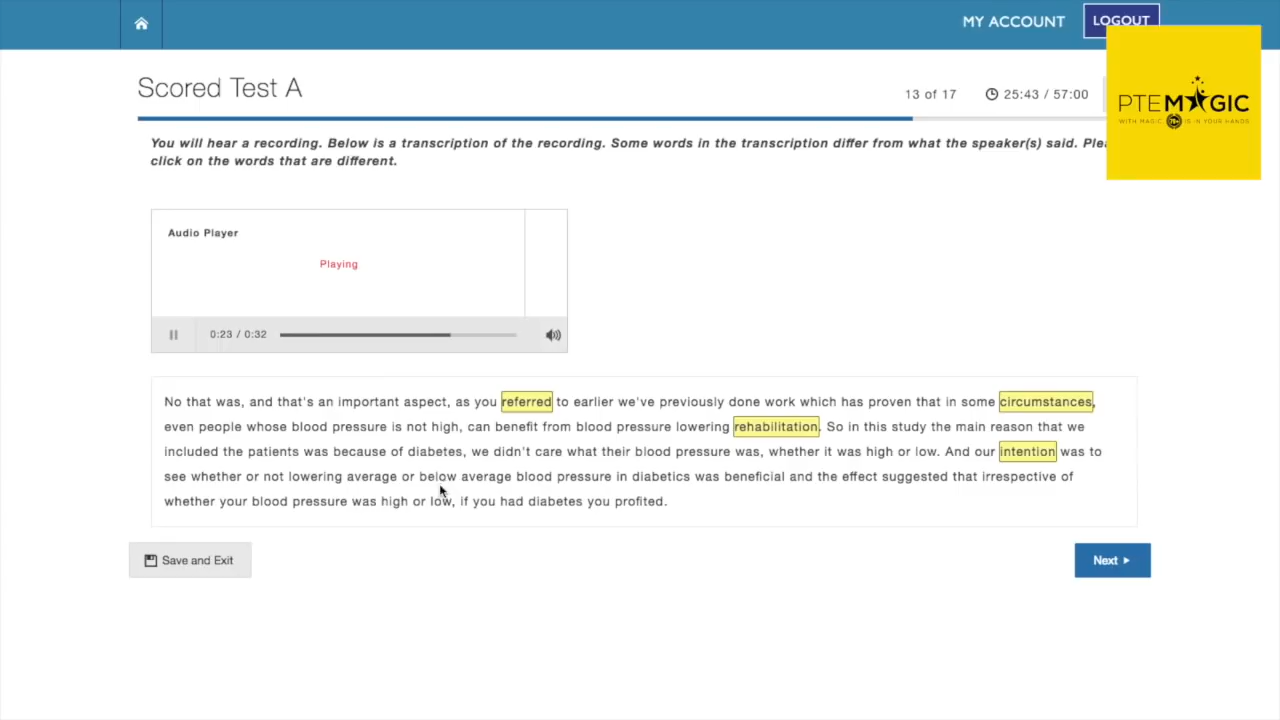 MY ACCOUNT
LOGOUT
Scored Test A
13 of 17
25:43 / 57:00
PTEMAGIC
WITH MAGIC 79+ IS IN YOUR HANDS
You will hear a recording. Below is a transcription of the recording. Some words in the transcription differ from what the speaker(s) said.
click on the words that are different.
Audio Player
Playing
0:23 / 0:32
No that was, and that's an important aspect, as you referred to earlier we've previously done work which has proven that in some circumstances,
even people whose blood pressure is not high, can benefit from blood pressure lowering rehabilitation. So in this study the main reason that we
included the patients was because of diabetes, we didn't care what their blood pressure was, whether it was high or low. And our intention was to
see whether or not lowering average or below average blood pressure in diabetics was beneficial and the effect suggested that irrespective of
whether your blood pressure was high or low, if you had diabetes you profited.
Save and Exit
Next